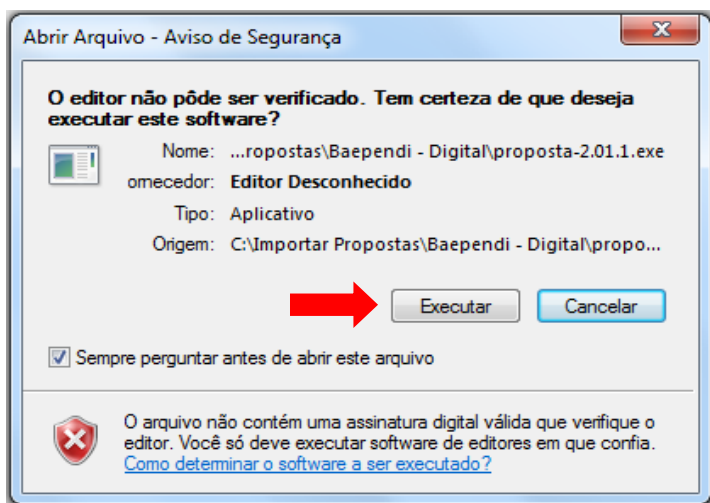 Abrir Arquivo - Aviso de Segurança
O editor não pôde ser verificado. Tem certeza de que deseja
executar este software?
Nome: ...ropostas\Baependi - Digital\proposta-2.01.1.exe
omecedor: Editor Desconhecido
Tipo: Aplicativo
Origem: C:\Importar Propostas\Baependi - Digital\propo...
Executar Cancelar
Sempre perguntar antes de abrir este arquivo
O arquivo não contém uma assinatura digital válida que verifique o
editor. Você só deve executar software de editores em que confia.
Como determinar o software a ser executado?